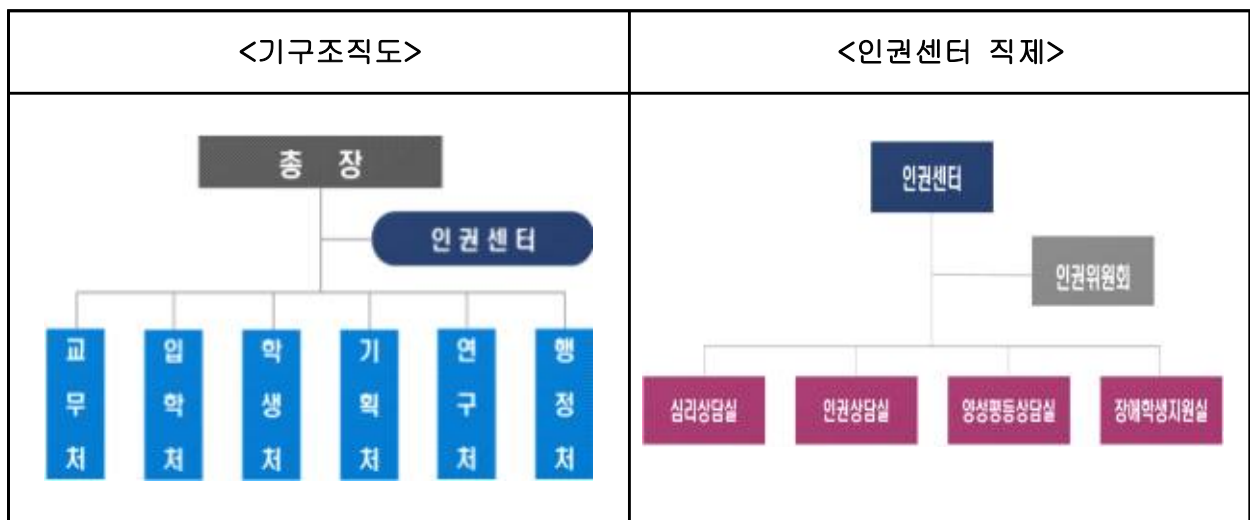 <기구조직도>
<인권센터 직제>
총 장
인권센터
교무처
입학처
학생처
기획처
연구처
행정처
인권센터
인권위원회
심리상담실
인권상담실
양성평등상담실
장애학생지원실